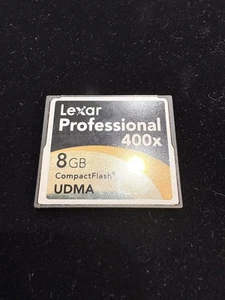 Lexar
Professional
400x
8GB
CompactFlash®
UDMA